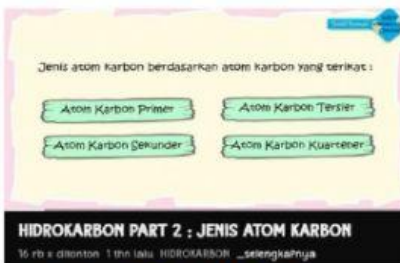 Jenis atom karbon berdasarkan atom karbon yang terikat :
Atom Karbon Primer
Atom Karbon Tersier
Atom Karbon Sekunder
Atom Karbon Kuartener
HIDROKARBON PART 2 : JENIS ATOM KARBON
16 rb x ditonton 1 thn lalu HIDROKARBON ...selengkapnya